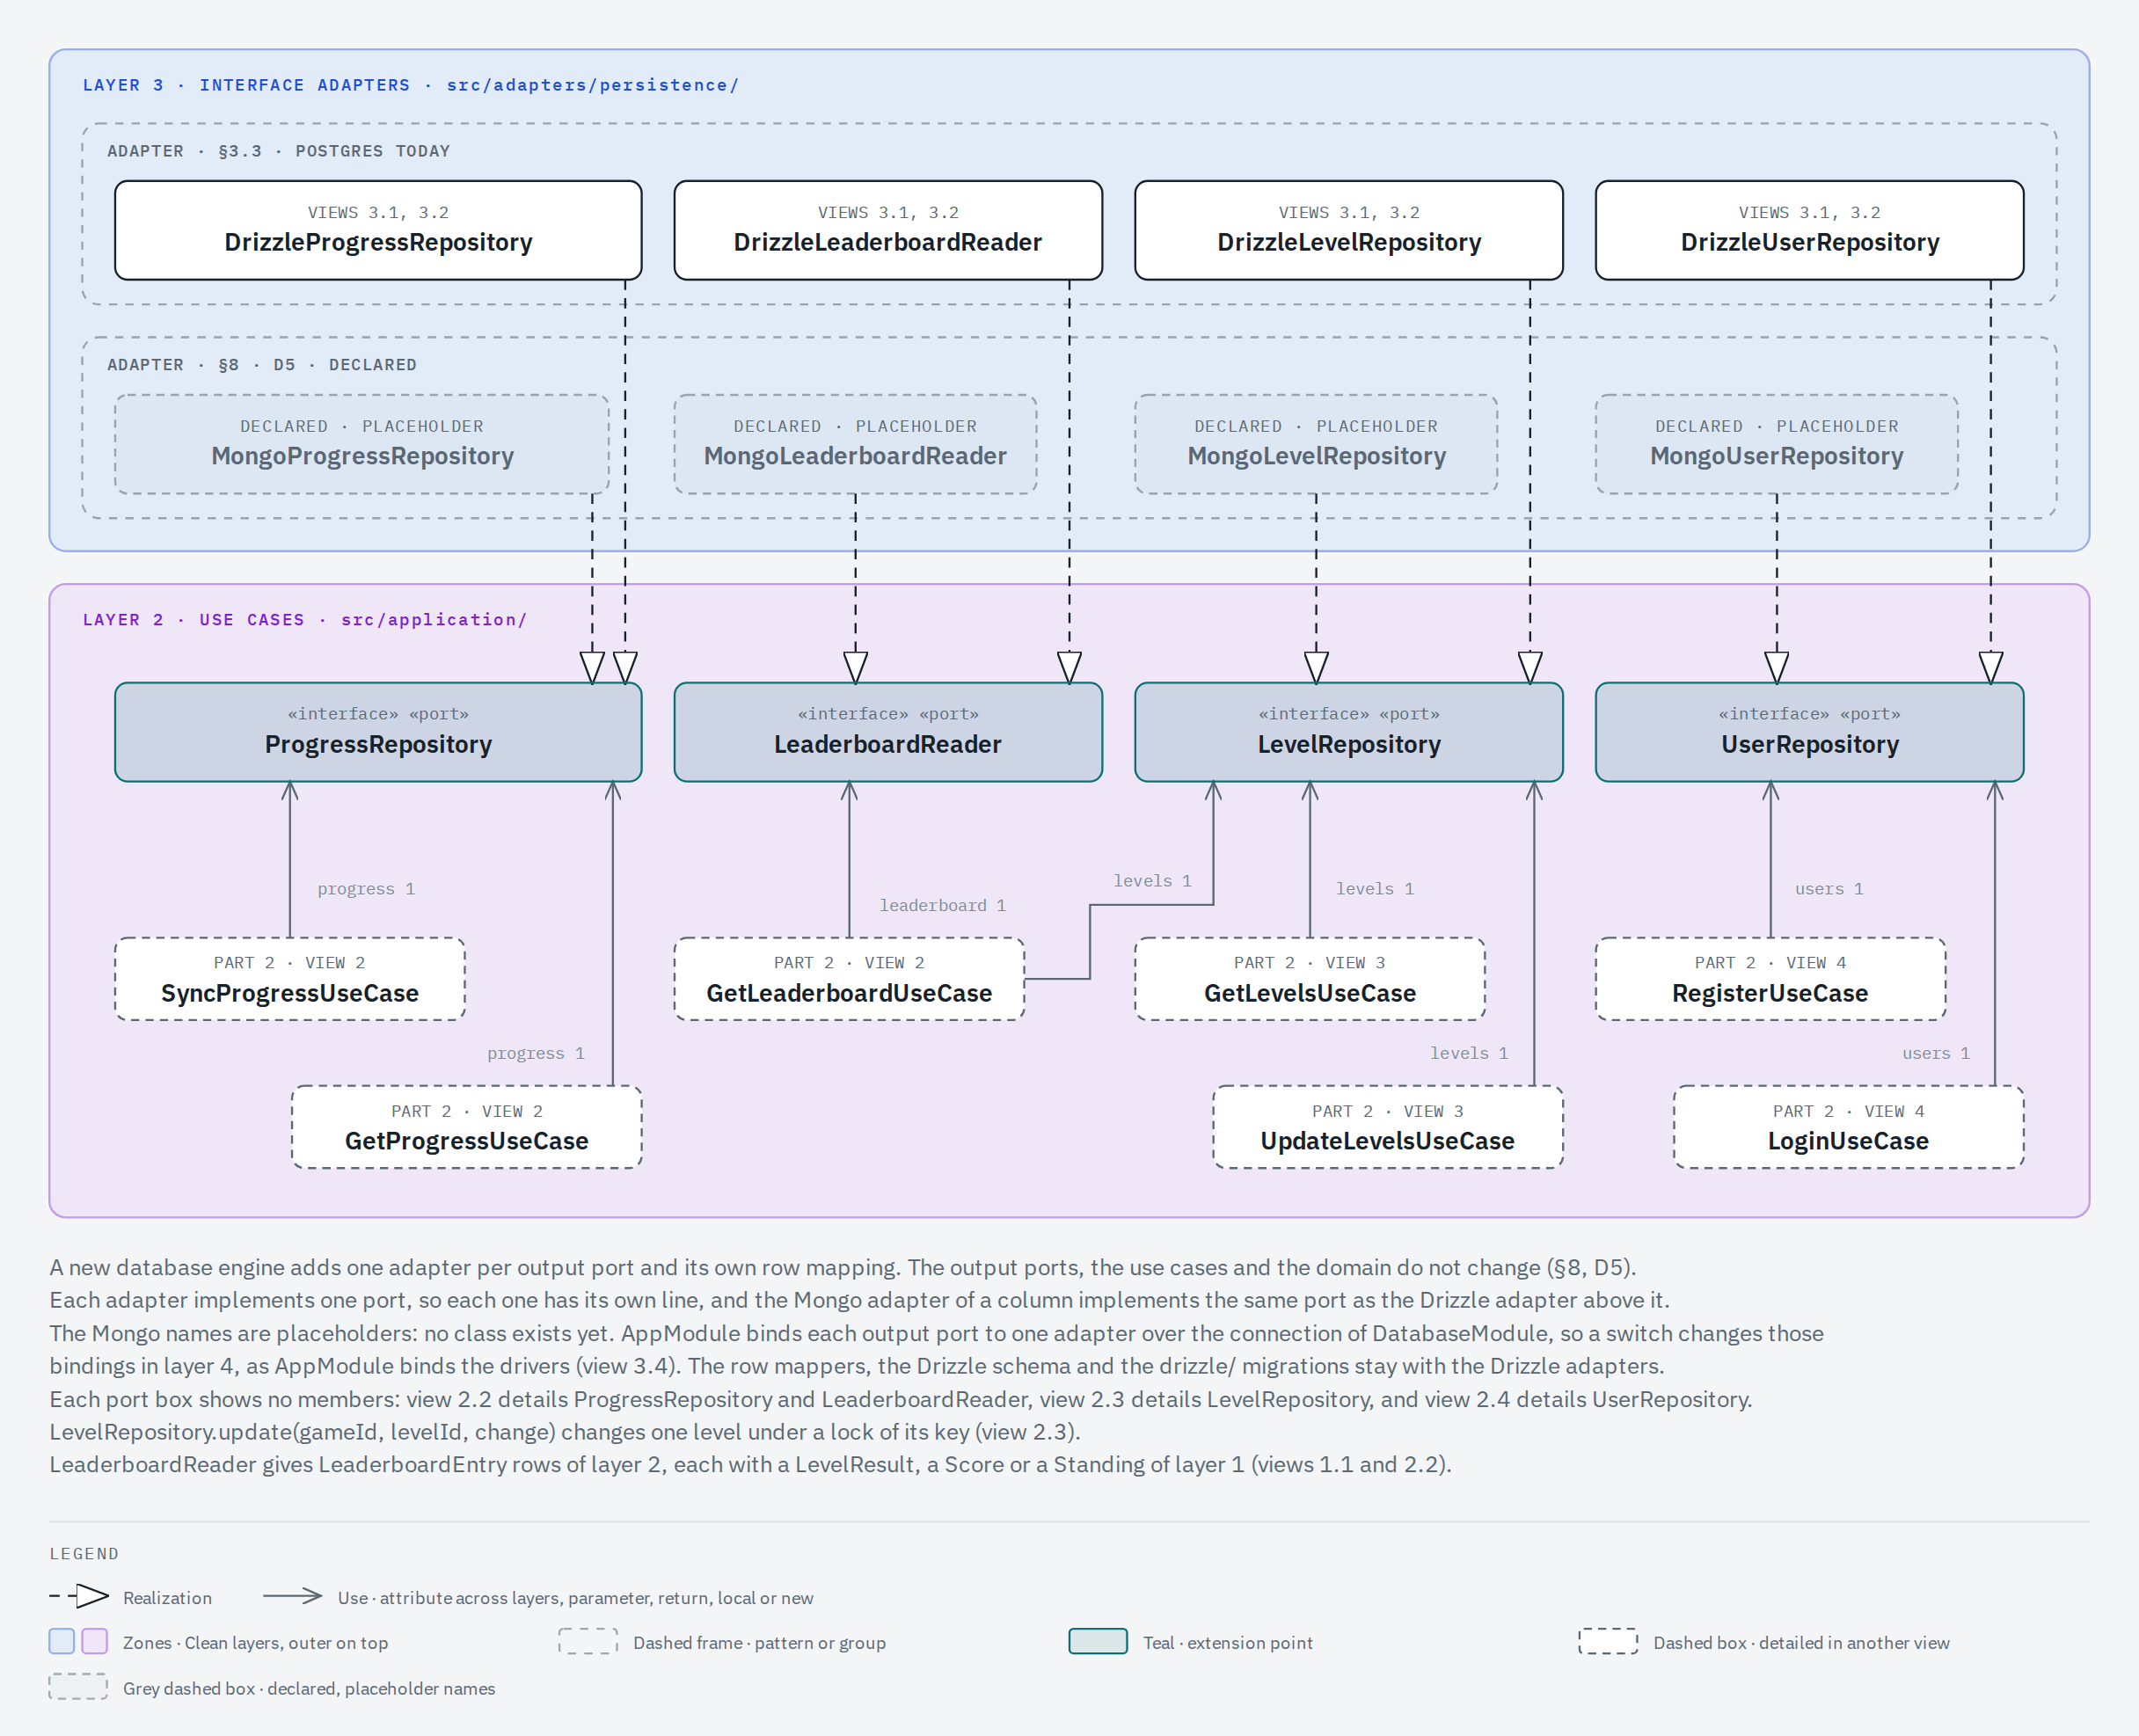 LAYER 3 · INTERFACE ADAPTERS · src/adapters/persistence/
ADAPTER · §3.3 · POSTGRES TODAY
VIEWS 3.1, 3.2
DrizzleProgressRepository
VIEWS 3.1, 3.2
DrizzleLeaderboardReader
VIEWS 3.1, 3.2
DrizzleLevelRepository
VIEWS 3.1, 3.2
DrizzleUserRepository
ADAPTER · §8 · D5 · DECLARED
DECLARED · PLACEHOLDER
MongoProgressRepository
DECLARED · PLACEHOLDER
MongoLeaderboardReader
DECLARED · PLACEHOLDER
MongoLevelRepository
DECLARED · PLACEHOLDER
MongoUserRepository
LAYER 2 · USE CASES · src/application/
«interface» «port»
ProgressRepository
«interface» «port»
LeaderboardReader
«interface» «port»
LevelRepository
«interface» «port»
UserRepository
progress 1
leaderboard 1
levels 1
levels 1
users 1
PART 2 · VIEW 2
SyncProgressUseCase
PART 2 · VIEW 2
GetLeaderboardUseCase
PART 2 · VIEW 3
GetLevelsUseCase
PART 2 · VIEW 4
RegisterUseCase
progress 1
levels 1
users 1
PART 2 · VIEW 2
GetProgressUseCase
PART 2 · VIEW 3
UpdateLevelsUseCase
PART 2 · VIEW 4
LoginUseCase
A new database engine adds one adapter per output port and its own row mapping. The output ports, the use cases and the domain do not change (§8, D5).
Each adapter implements one port, so each one has its own line, and the Mongo adapter of a column implements the same port as the Drizzle adapter above it.
The Mongo names are placeholders: no class exists yet. AppModule binds each output port to one adapter over the connection of DatabaseModule, so a switch changes those
bindings in layer 4, as AppModule binds the drivers (view 3.4). The row mappers, the Drizzle schema and the drizzle/ migrations stay with the Drizzle adapters.
Each port box shows no members: view 2.2 details ProgressRepository and LeaderboardReader, view 2.3 details LevelRepository, and view 2.4 details UserRepository.
LevelRepository.update(gameId, levelId, change) changes one level under a lock of its key (view 2.3).
LeaderboardReader gives LeaderboardEntry rows of layer 2, each with a LevelResult, a Score or a Standing of layer 1 (views 1.1 and 2.2).
LEGEND
Realization
Use · attribute across layers, parameter, return, local or new
Zones · Clean layers, outer on top
Dashed frame · pattern or group
Teal · extension point
Dashed box · detailed in another view
Grey dashed box · declared, placeholder names